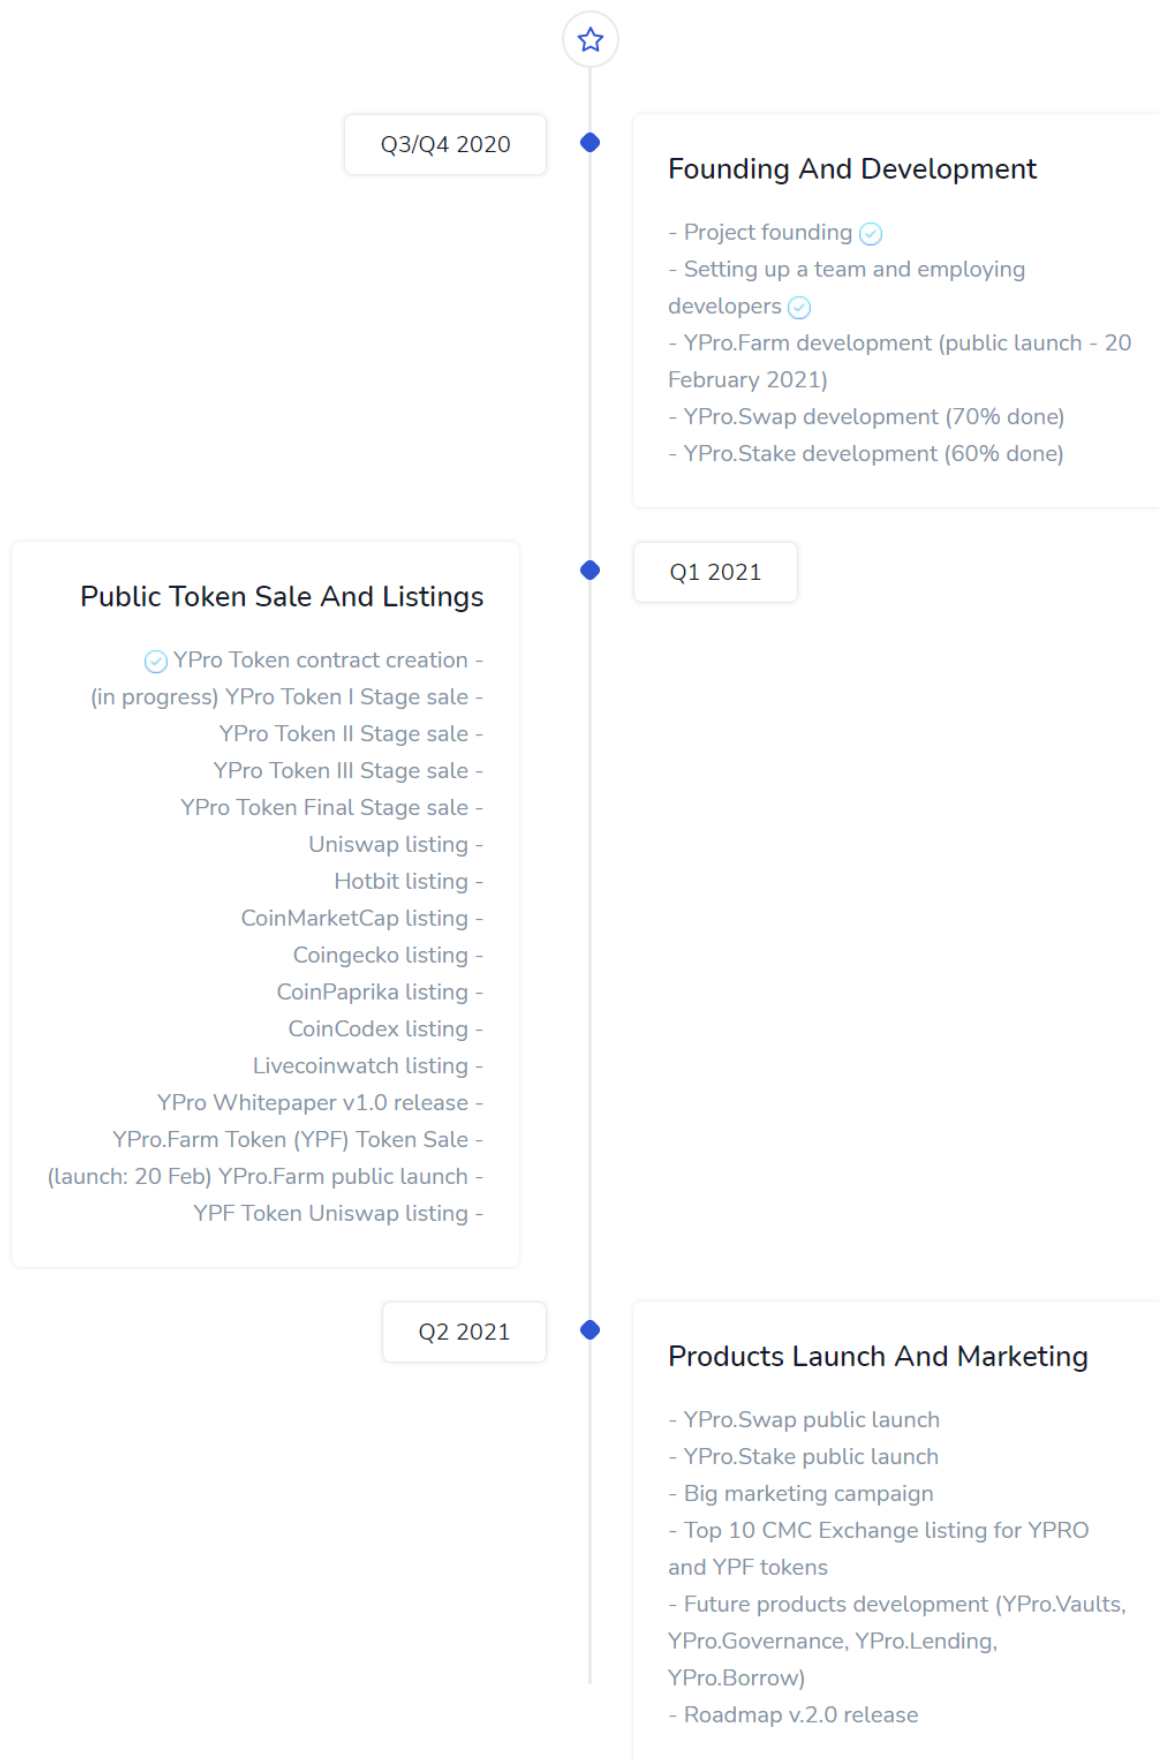 Q3/Q4 2020
Founding And Development
- Project founding
- Setting up a team and employing
developers
- YPro.Farm development (public launch - 20
February 2021)
- YPro.Swap development (70% done)
- YPro.Stake development (60% done)
Q1 2021
Public Token Sale And Listings
YPro Token contract creation -
(in progress) YPro Token I Stage sale -
YPro Token II Stage sale -
YPro Token III Stage sale -
YPro Token Final Stage sale -
Uniswap listing -
Hotbit listing -
CoinMarketCap listing -
Coingecko listing -
CoinPaprika listing -
CoinCodex listing -
Livecoinwatch listing -
YPro Whitepaper v1.0 release -
YPro.Farm Token (YPF) Token Sale -
(launch: 20 Feb) YPro.Farm public launch -
YPF Token Uniswap listing -
Q2 2021
Products Launch And Marketing
- YPro.Swap public launch
- YPro.Stake public launch
- Big marketing campaign
- Top 10 CMC Exchange listing for YPRO
and YPF tokens
- Future products development (YPro.Vaults,
YPro.Governance, YPro.Lending,
YPro.Borrow)
- Roadmap v.2.0 release